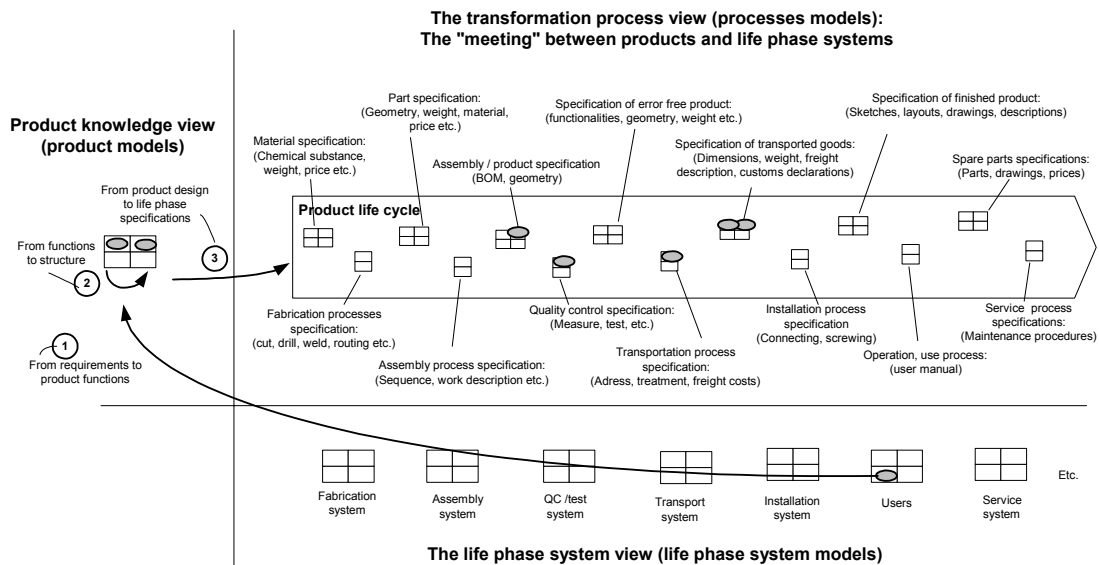 The transformation process view (processes models):
The "meeting" between products and life phase systems
Product knowledge view
(product models)
From product design
to life phase
specifications
From functions
to structure
3
2
1
From requirements to
product functions
Material specification:
(Chemical substance,
weight, price etc.)
Part specification:
(Geometry, weight, material,
price etc.)
Assembly / product specification
(BOM, geometry)
Specification of error free product:
(functionalities, geometry, weight etc.)
Specification of transported goods:
(Dimensions, weight, freight
description, customs declarations)
Specification of finished product:
(Sketches, layouts, drawings, descriptions)
Spare parts specifications:
(Parts, drawings, prices)
Product life cycle
Fabrication processes
specification:
(cut, drill, weld, routing etc.)
Assembly process specification:
(Sequence, work description etc.)
Quality control specification:
(Measure, test, etc.)
Transportation process
specification:
(Adress, treatment, freight costs)
Installation process
specification
(Connecting, screwing)
Operation, use process:
(user manual)
Service process
specifications:
(Maintenance procedures)
Fabrication
system
Assembly
system
QC /test
system
Transport
system
Installation
system
Users
Service
system
Etc.
The life phase system view (life phase system models)